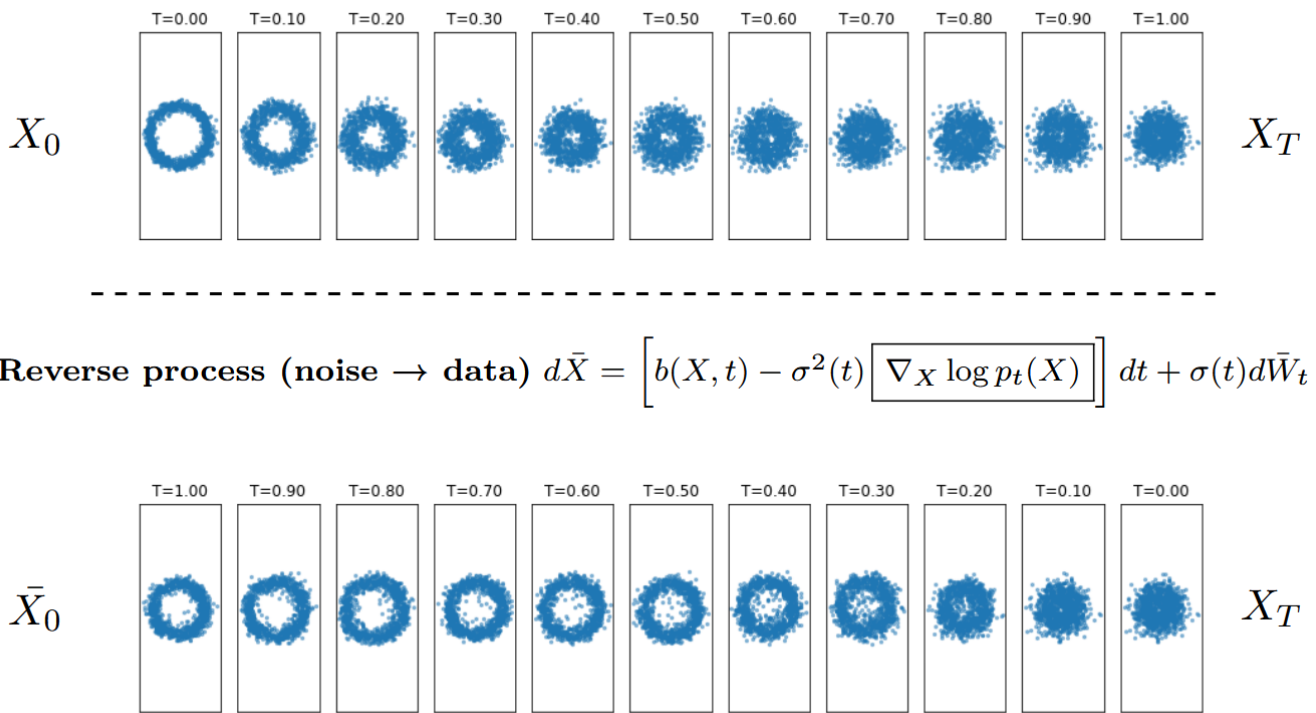 T=0.00 T=0.10 T=0.20 T=0.30 T=0.40 T=0.50 T=0.60 T=0.70 T=0.80 T=0.90 T=1.00
X_0 X_T
Reverse process (noise → data) dX̄ = [b(X, t) − σ²(t) ∇_X log p_t(X)] dt + σ(t)dW̄_t
T=1.00 T=0.90 T=0.80 T=0.70 T=0.60 T=0.50 T=0.40 T=0.30 T=0.20 T=0.10 T=0.00
X̄_0 X_T